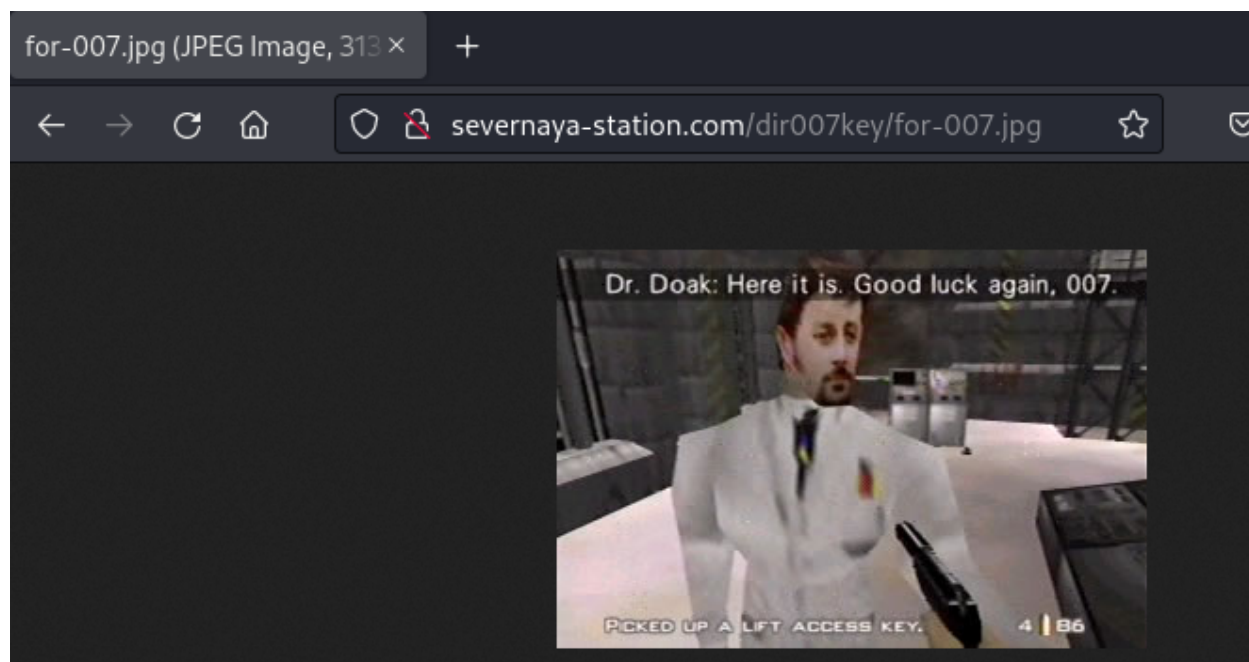 for-007.jpg (JPEG Image, 313
severnaya-station.com/dir007key/for-007.jpg
Dr. Doak: Here it is. Good luck again, 007.
PICKED UP A LIFT ACCESS KEY.
4 86